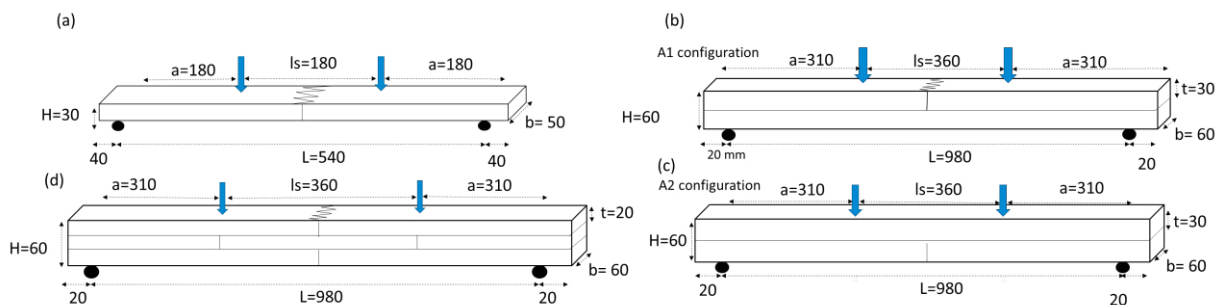 (a)
a=180
ls=180
a=180
H=30
b= 50
40
L=540
40
(b)
A1 configuration
a=310
ls=360
a=310
t=30
H=60
b= 60
20 mm
L=980
20
(d)
a=310
ls=360
a=310
t=20
H=60
b= 60
20
L=980
20
(c)
A2 configuration
a=310
ls=360
a=310
t=30
H=60
b= 60
20
L=980
20